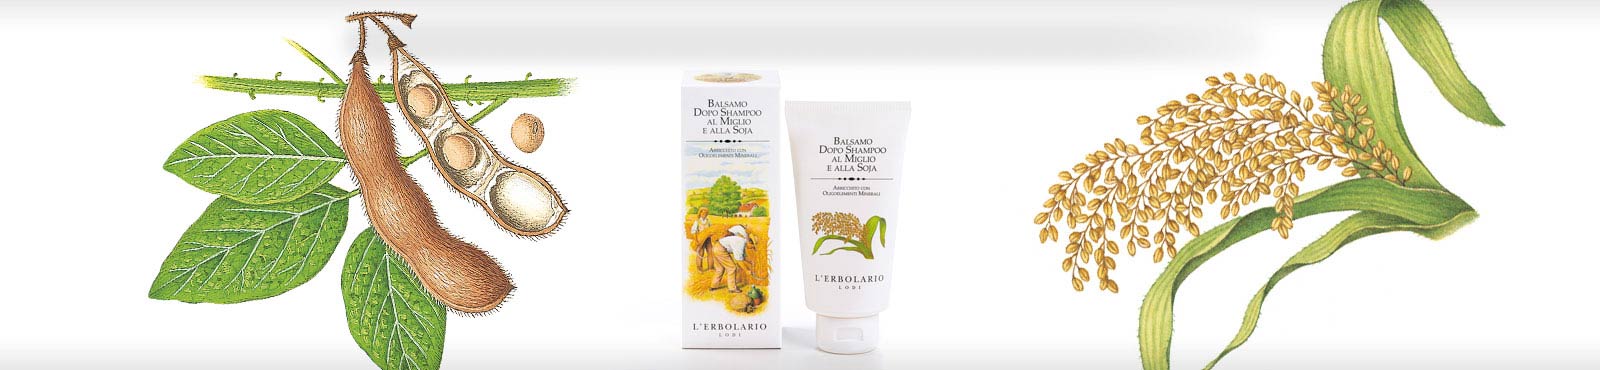 BALSAMO
DOPO SHAMPOO
AL MIGLIO
E ALLA SOJA
ARRICCHITO CON
OLIGOELEMENTI MINERALI
L'ERBOLARIO
LODI
BALSAMO
DOPO SHAMPOO
AL MIGLIO
E ALLA SOJA
ARRICCHITO CON
OLIGOELEMENTI MINERALI
L'ERBOLARIO
LODI